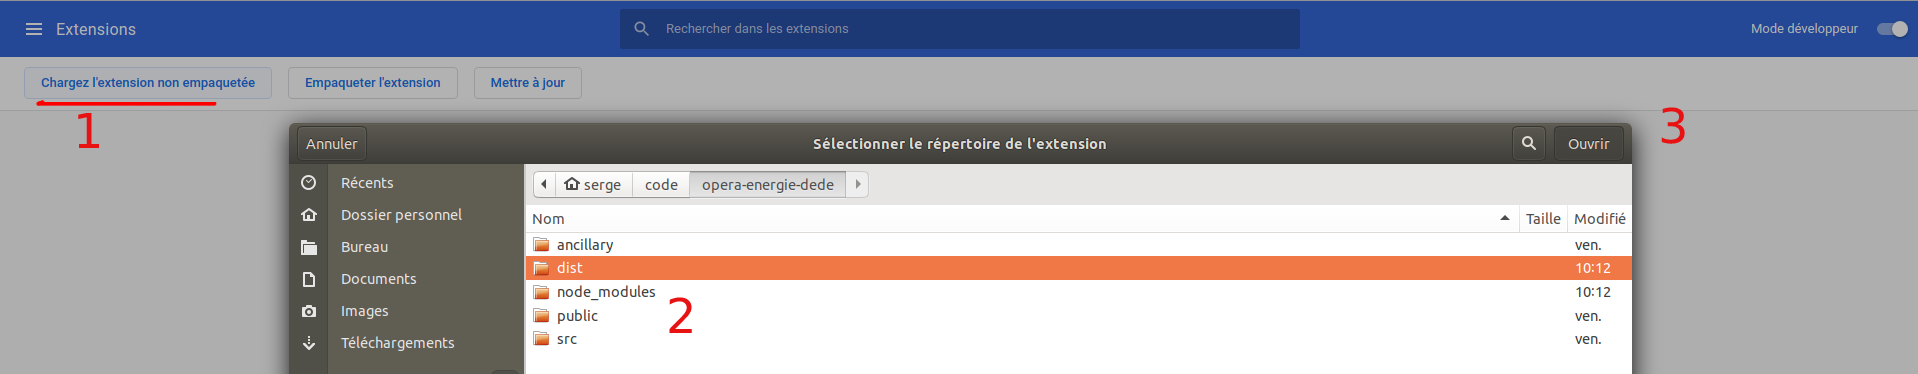 Extensions
Rechercher dans les extensions
Mode développeur
Chargez l'extension non empaquetée
Empaqueter l'extension
Mettre à jour
1
3
Annuler
Sélectionner le répertoire de l'extension
Ouvrir
Récents
Dossier personnel
Bureau
Documents
Images
Téléchargements
serge
code
opera-energie-dede
Nom
Taille
Modifié
ancillary
ven.
dist
10:12
node_modules
10:12
2
public
ven.
src
ven.